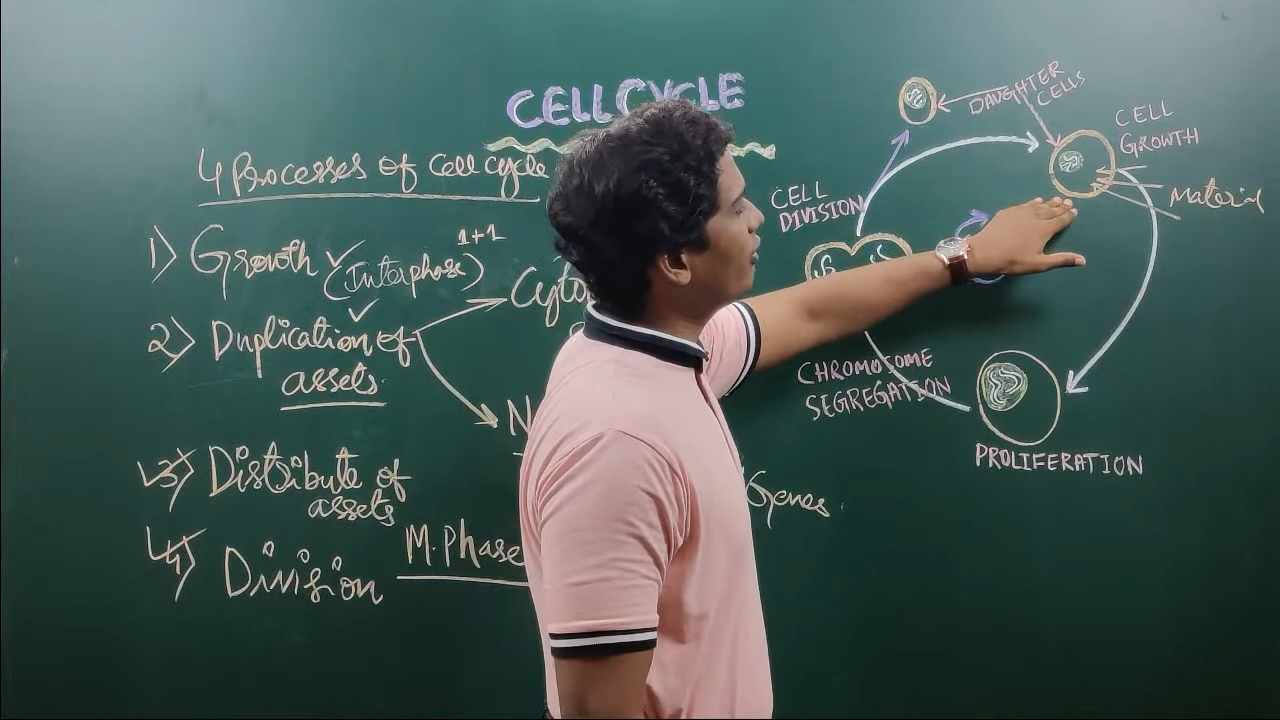 CELL CYCLE
4 Processes of Cell cycle
1) Growth (Interphase) 1+1
2) Duplication of
assets
3) Distribute of
assets
4) Division M. Phase
Genes
DAUGHTER
CELLS
CELL
GROWTH
Material
CELL
DIVISION
CHROMOSOME
SEGREGATION
PROLIFERATION